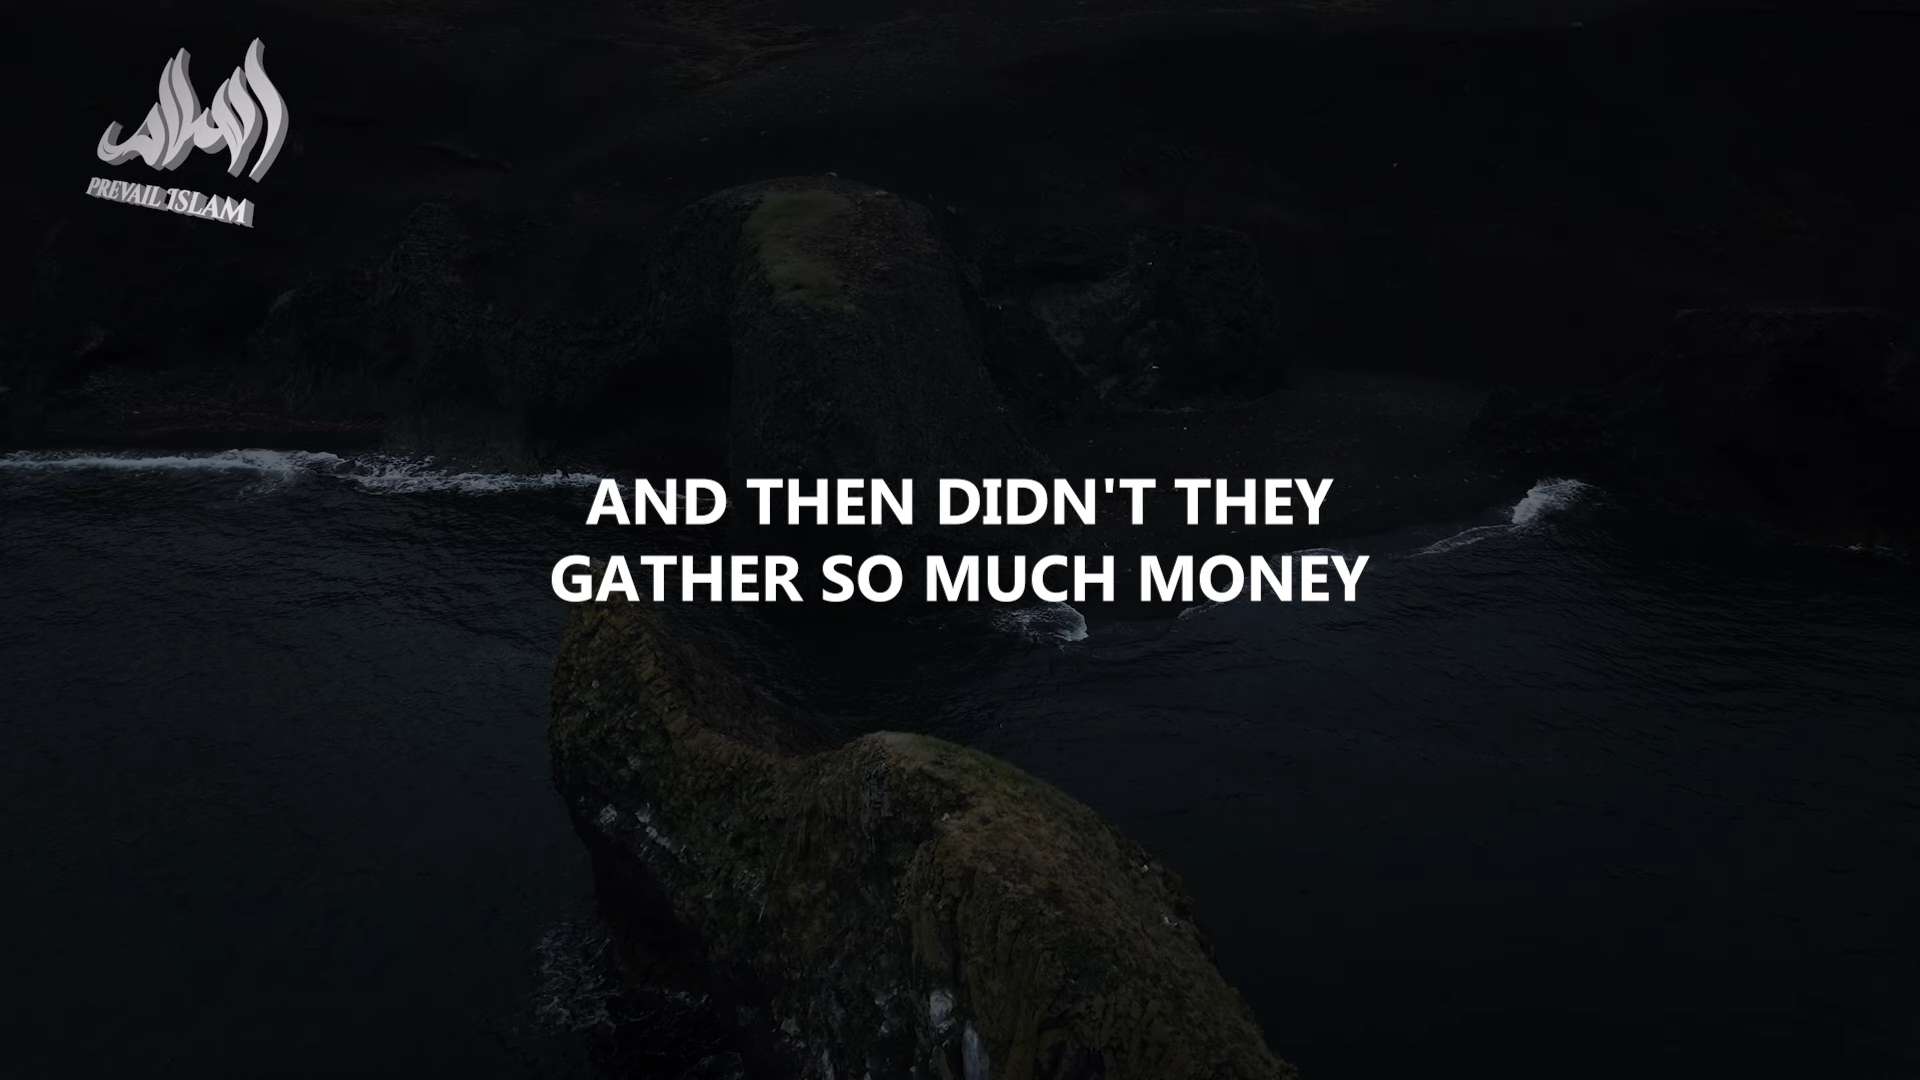 PREVAIL ISLAM
AND THEN DIDN'T THEY
GATHER SO MUCH MONEY